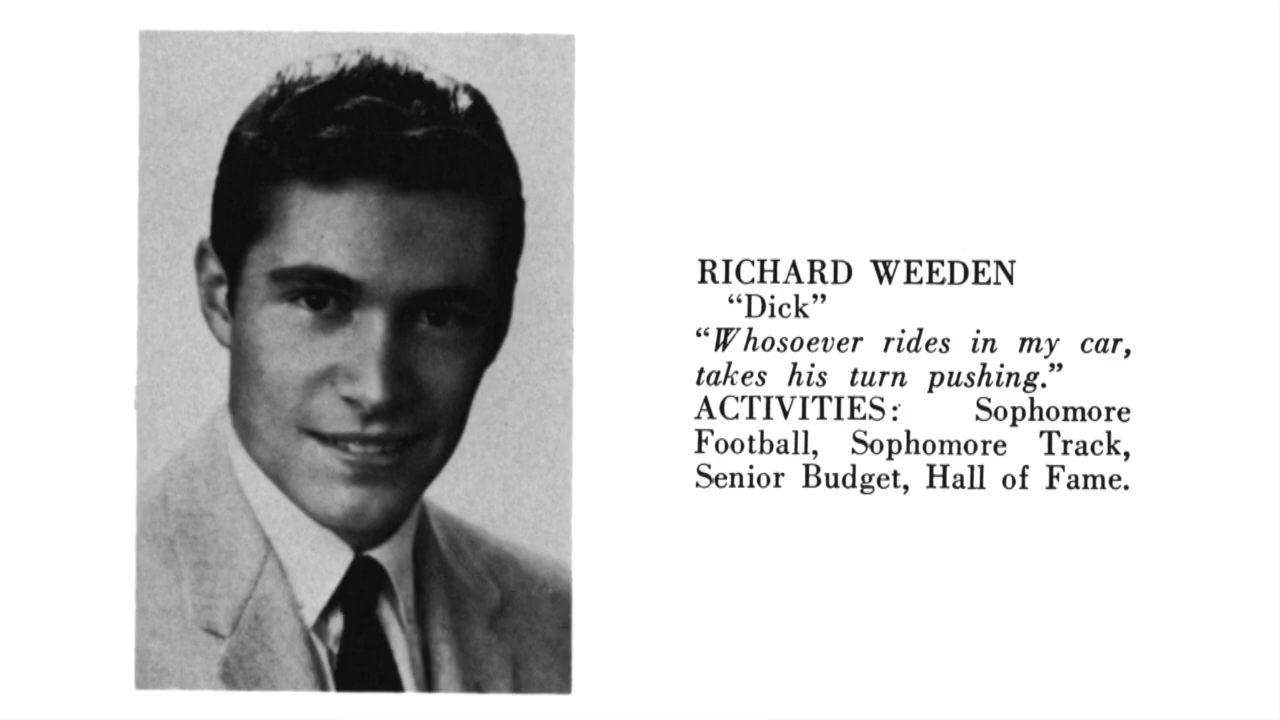 RICHARD WEEDEN
“Dick”
“Whosoever rides in my car,
takes his turn pushing.”
ACTIVITIES: Sophomore
Football, Sophomore Track,
Senior Budget, Hall of Fame.